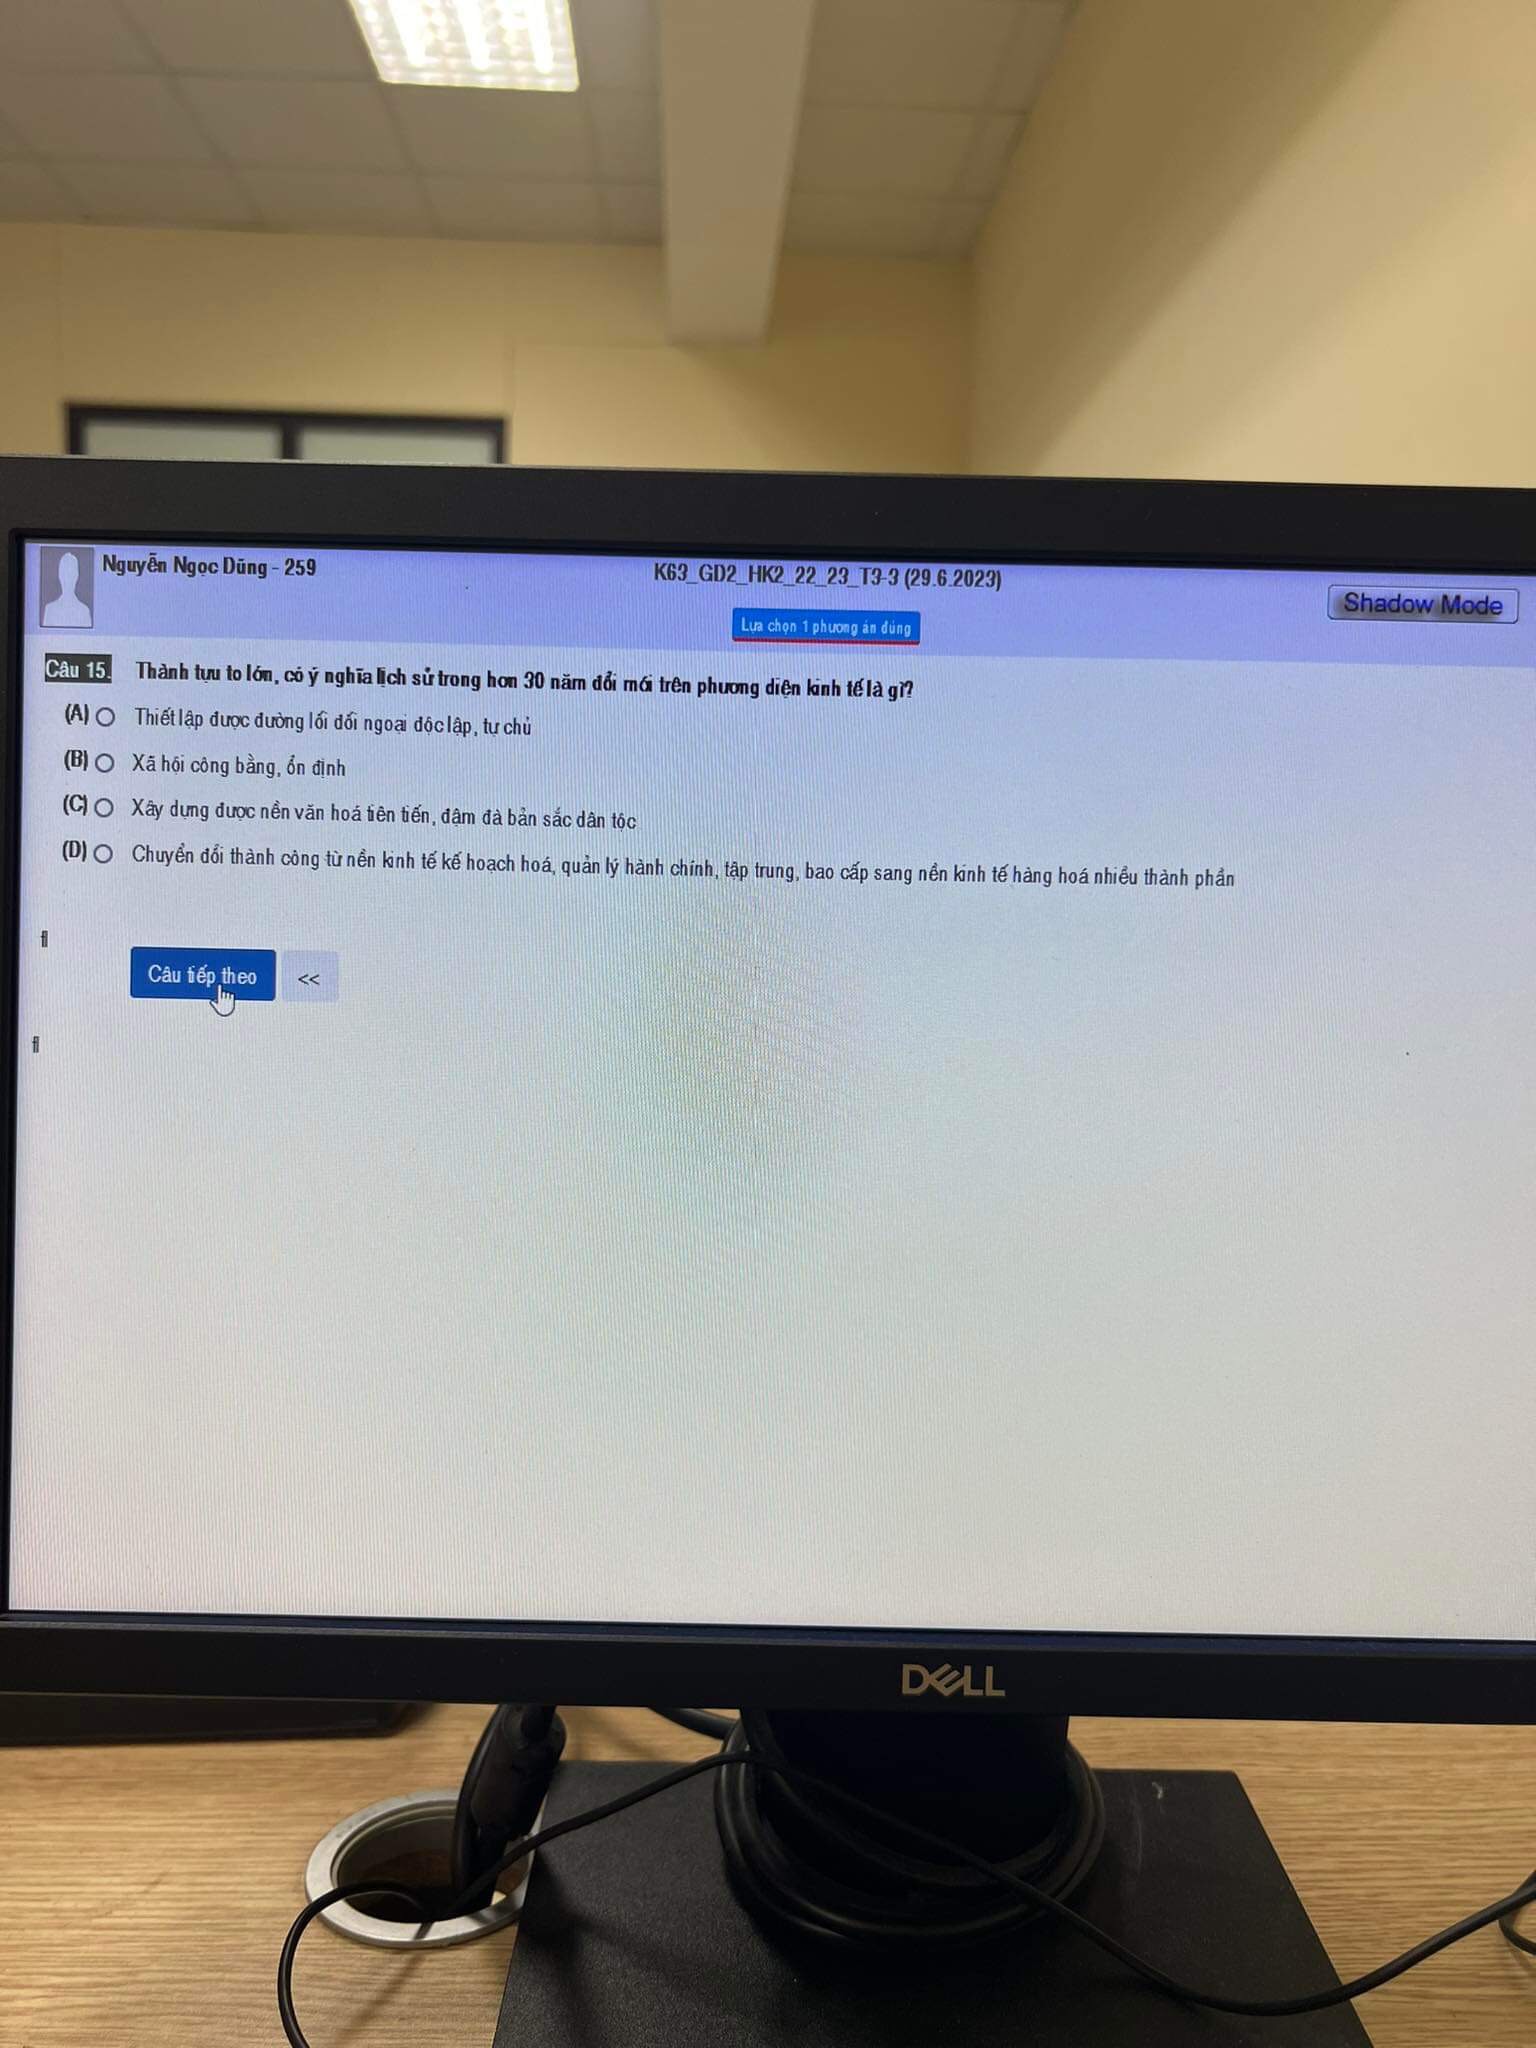 Nguyễn Ngọc Dũng - 259
K63_GD2_HK2_22_23_T3-3 (29.6.2023)
Shadow Mode
Lựa chọn 1 phương án đúng
Câu 15. Thành tựu to lớn, có ý nghĩa lịch sử trong hơn 30 năm đổi mới trên phương diện kinh tế là gì?
(A) Thiết lập được đường lối đối ngoại độc lập, tự chủ
(B) Xã hội công bằng, ổn định
(C) Xây dựng được nền văn hoá tiên tiến, đậm đà bản sắc dân tộc
(D) Chuyển đổi thành công từ nền kinh tế kế hoạch hoá, quản lý hành chính, tập trung, bao cấp sang nền kinh tế hàng hoá nhiều thành phần
Câu tiếp theo <<
DELL